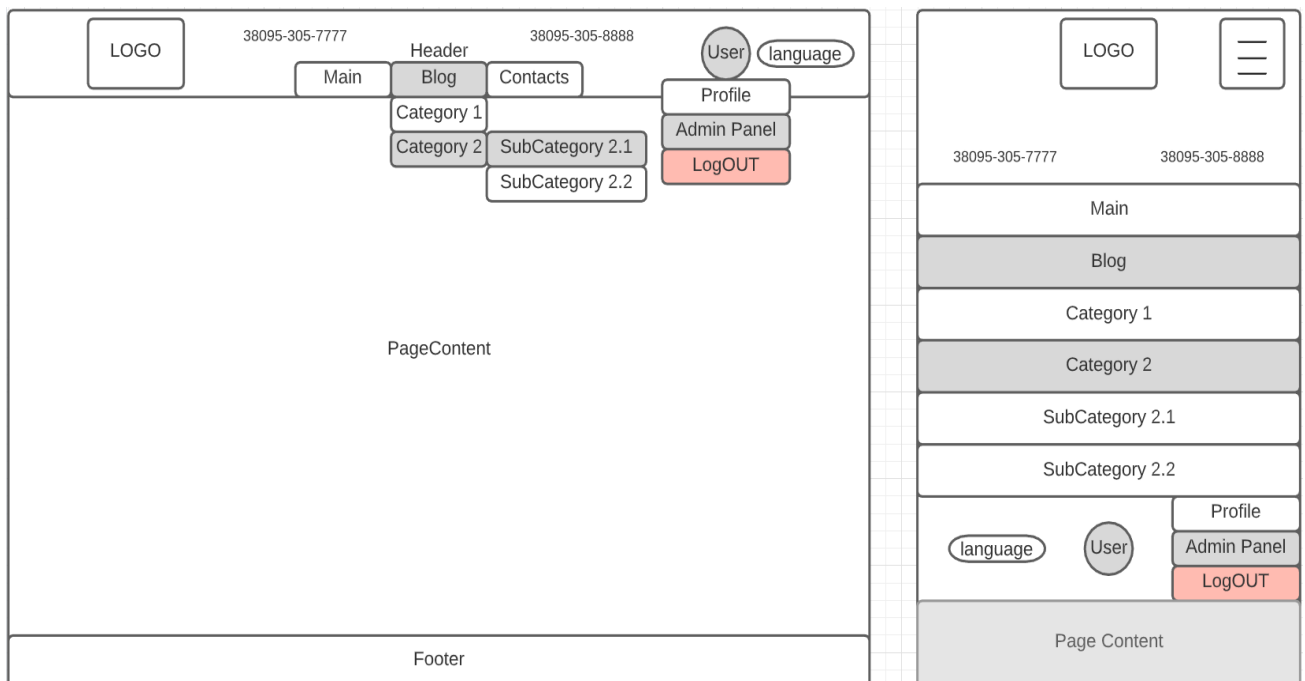 LOGO
38095-305-7777
38095-305-8888
Header
User
language
Main
Blog
Contacts
Profile
Category 1
Admin Panel
Category 2
SubCategory 2.1
LogOUT
SubCategory 2.2
PageContent
Footer
LOGO
38095-305-7777
38095-305-8888
Main
Blog
Category 1
Category 2
SubCategory 2.1
SubCategory 2.2
Profile
language
User
Admin Panel
LogOUT
Page Content